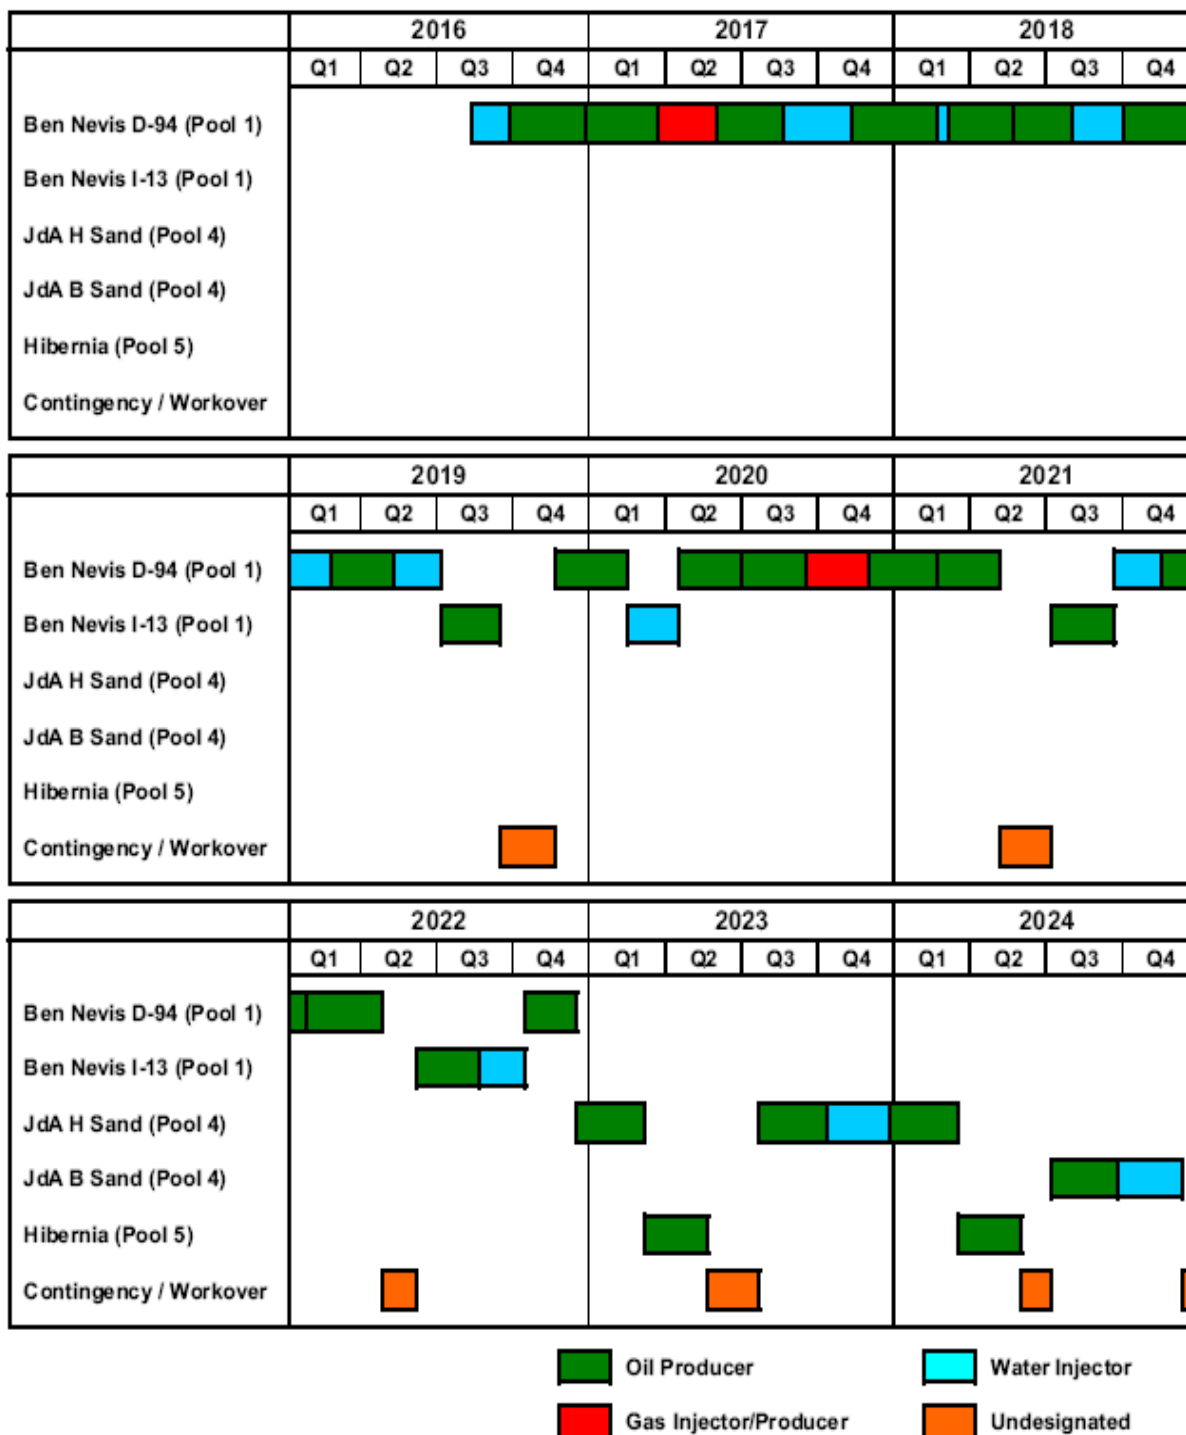 2016 2017 2018
Q1 Q2 Q3 Q4 Q1 Q2 Q3 Q4 Q1 Q2 Q3 Q4
Ben Nevis D-94 (Pool 1)
Ben Nevis I-13 (Pool 1)
JdA H Sand (Pool 4)
JdA B Sand (Pool 4)
Hibernia (Pool 5)
Contingency / Workover
2019 2020 2021
Q1 Q2 Q3 Q4 Q1 Q2 Q3 Q4 Q1 Q2 Q3 Q4
Ben Nevis D-94 (Pool 1)
Ben Nevis I-13 (Pool 1)
JdA H Sand (Pool 4)
JdA B Sand (Pool 4)
Hibernia (Pool 5)
Contingency / Workover
2022 2023 2024
Q1 Q2 Q3 Q4 Q1 Q2 Q3 Q4 Q1 Q2 Q3 Q4
Ben Nevis D-94 (Pool 1)
Ben Nevis I-13 (Pool 1)
JdA H Sand (Pool 4)
JdA B Sand (Pool 4)
Hibernia (Pool 5)
Contingency / Workover
Oil Producer Water Injector
Gas Injector/Producer Undesignated